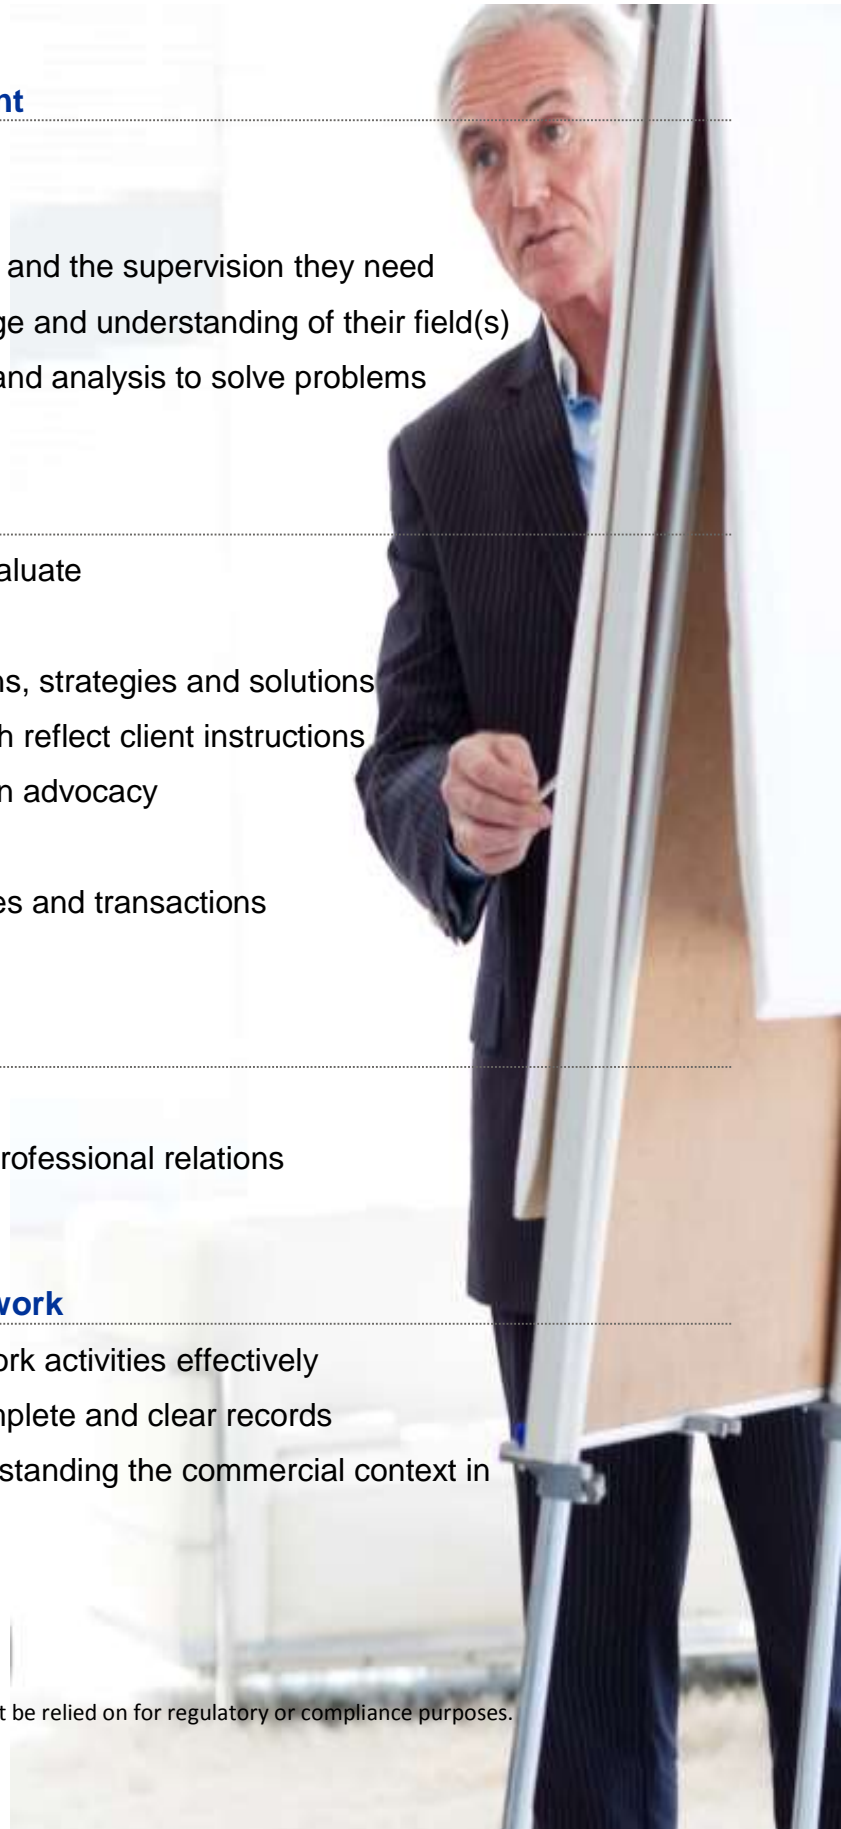 nt
and the supervision they need
ge and understanding of their field(s)
and analysis to solve problems
aluate
ns, strategies and solutions
h reflect client instructions
n advocacy
es and transactions
rofessional relations
work
ork activities effectively
mplete and clear records
rstanding the commercial context in
t be relied on for regulatory or compliance purposes.